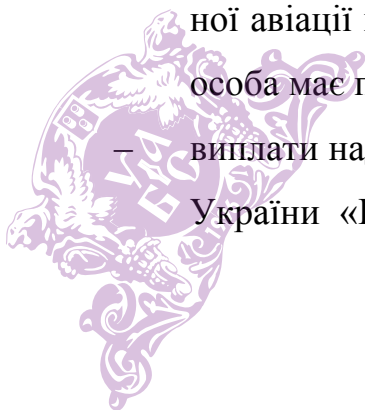 ної авіації
особа має
– виплати на
України «